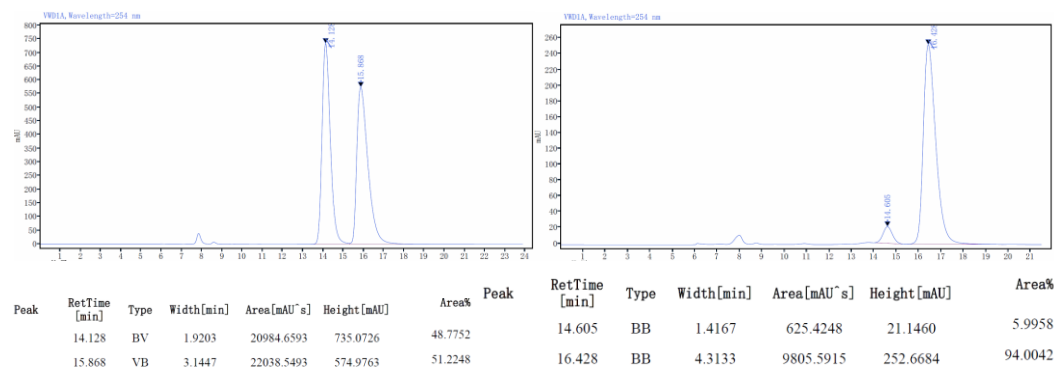 VWD1A,Wavelength=254 nm
800
750
700
650
600
550
500
450
400
350
300
250
200
150
100
50
0
mAU
14.128
15.868
1 2 3 4 5 6 7 8 9 10 11 12 13 14 15 16 17 18 19 20 21 22 23 24
Peak RetTime [min] Type Width[min] Area[mAU^s] Height[mAU] Area%
14.128 BV 1.9203 20984.6593 735.0726 48.7752
15.868 VB 3.1447 22038.5493 574.9763 51.2248
VWD1A,Wavelength=254 nm
260
240
220
200
180
160
140
120
100
80
60
40
20
0
mAU
14.605
16.428
1 2 3 4 5 6 7 8 9 10 11 12 13 14 15 16 17 18 19 20 21
Peak RetTime [min] Type Width[min] Area[mAU^s] Height[mAU] Area%
14.605 BB 1.4167 625.4248 21.1460 5.9958
16.428 BB 4.3133 9805.5915 252.6684 94.0042